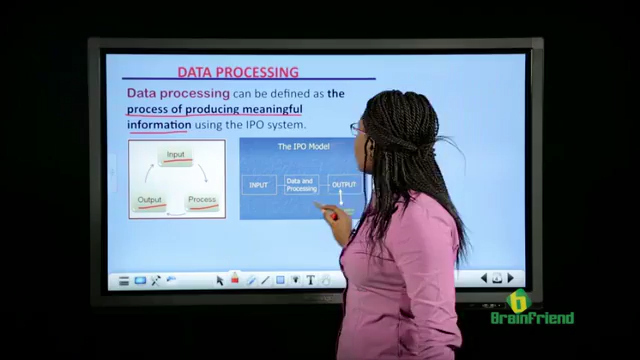 DATA PROCESSING
Data processing can be defined as the
process of producing meaningful
information using the IPO system.
Input
Output
Process
The IPO Model
INPUT
Data and
Processing
OUTPUT
T
b
BrainFriend